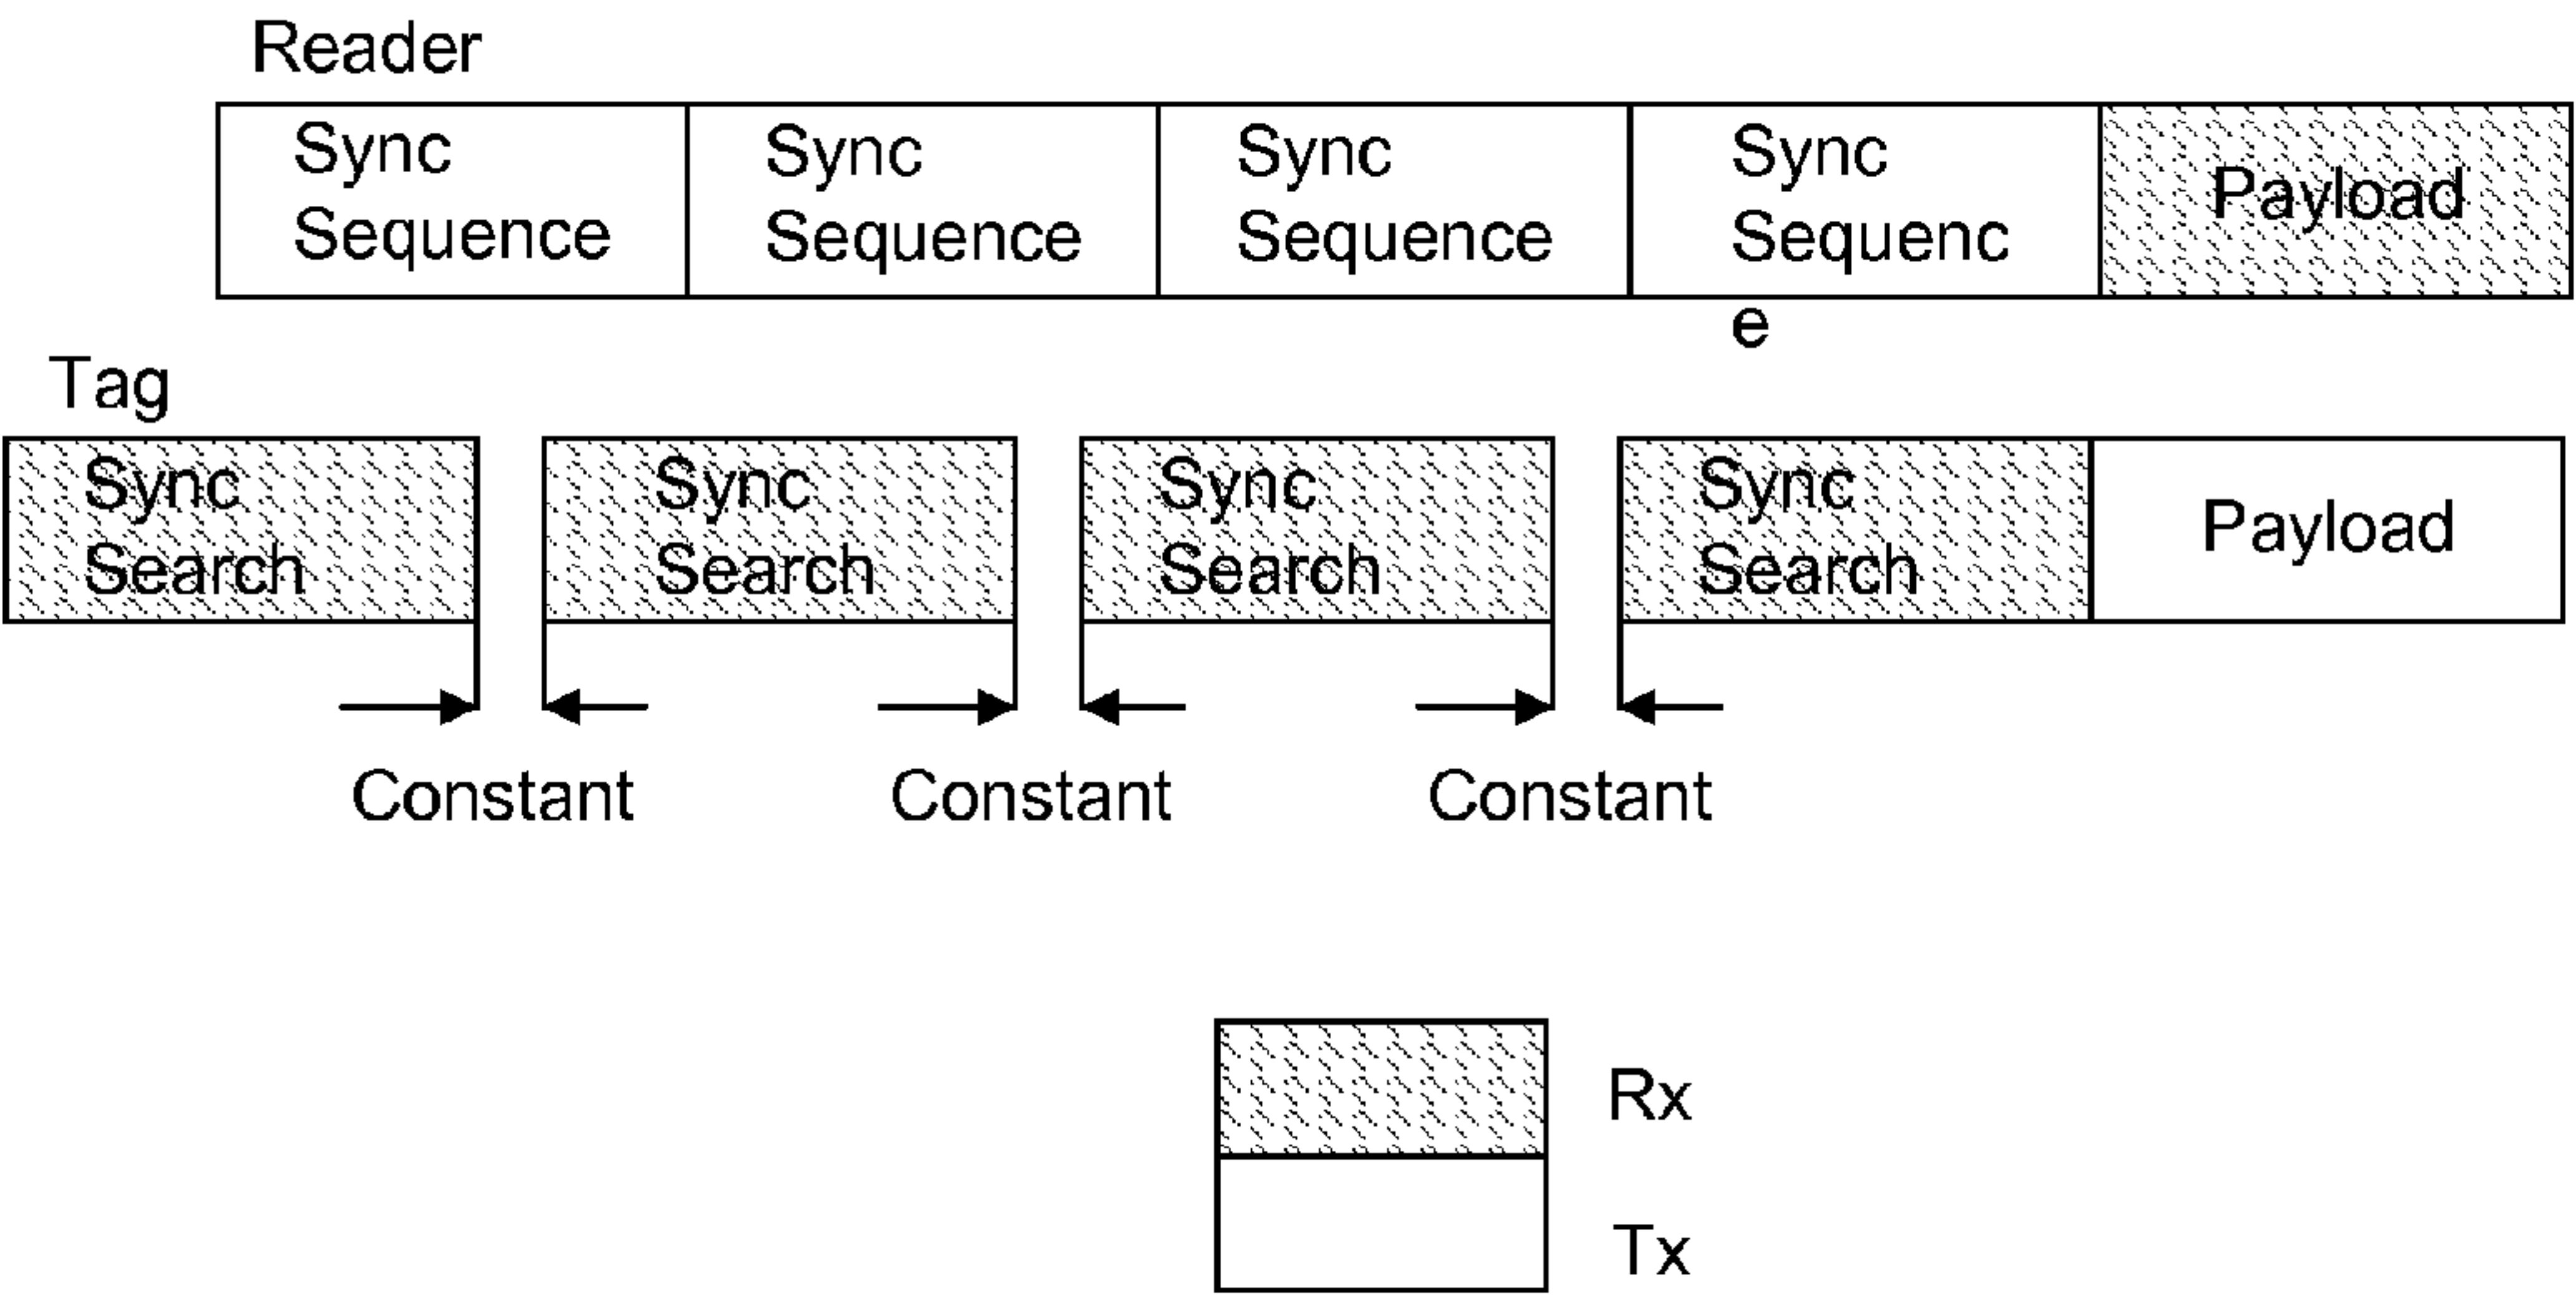 Reader
Sync
Sequence
Sync
Sequence
Sync
Sequence
Sync
Sequenc
e
Payload
Tag
Sync
Search
Sync
Search
Sync
Search
Sync
Search
Payload
Constant
Constant
Constant
Rx
Tx